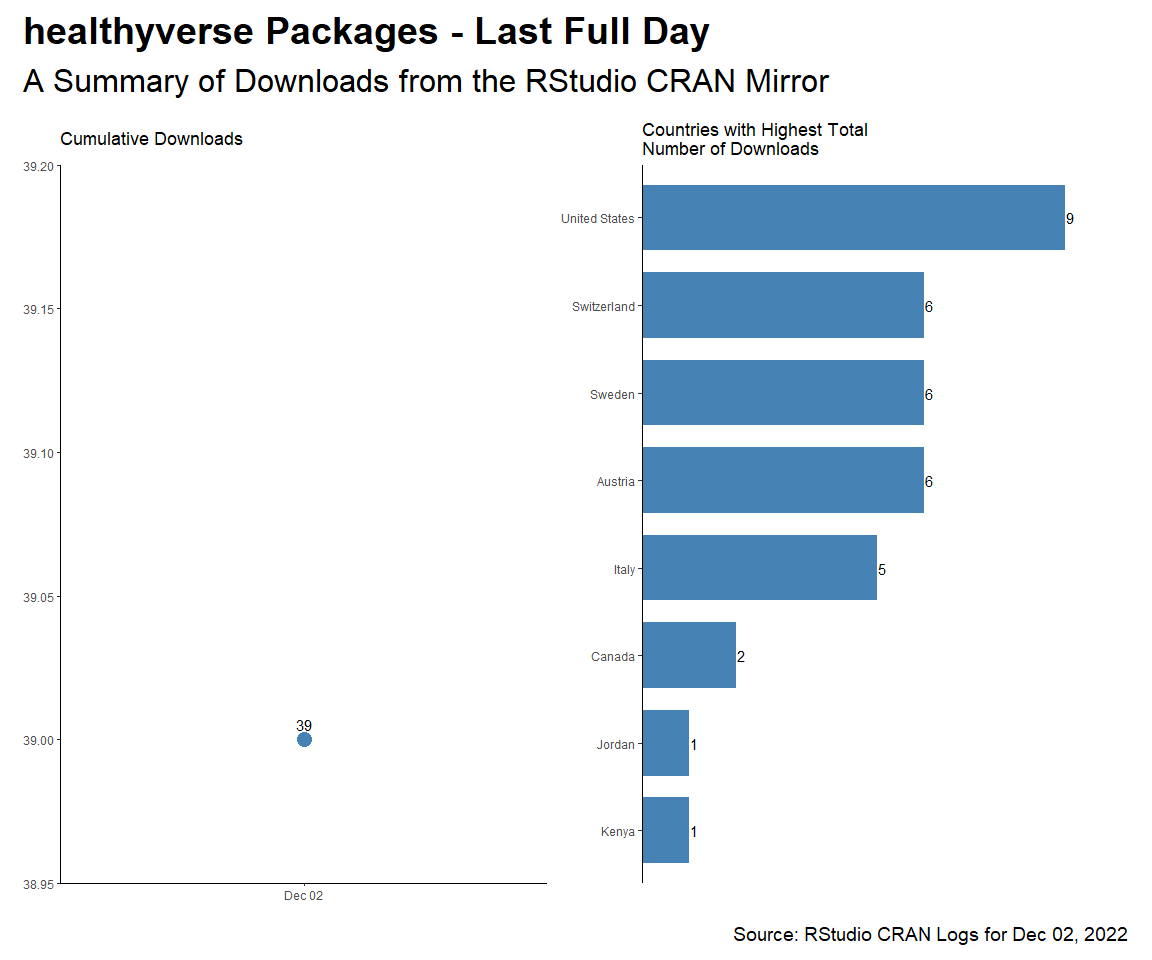 healthyverse Packages - Last Full Day
A Summary of Downloads from the RStudio CRAN Mirror
Cumulative Downloads
39.20
39.15
39.10
39.05
39.00
38.95
39
Dec 02
Countries with Highest Total
Number of Downloads
United States 9
Switzerland 6
Sweden 6
Austria 6
Italy 5
Canada 2
Jordan 1
Kenya 1
Source: RStudio CRAN Logs for Dec 02, 2022